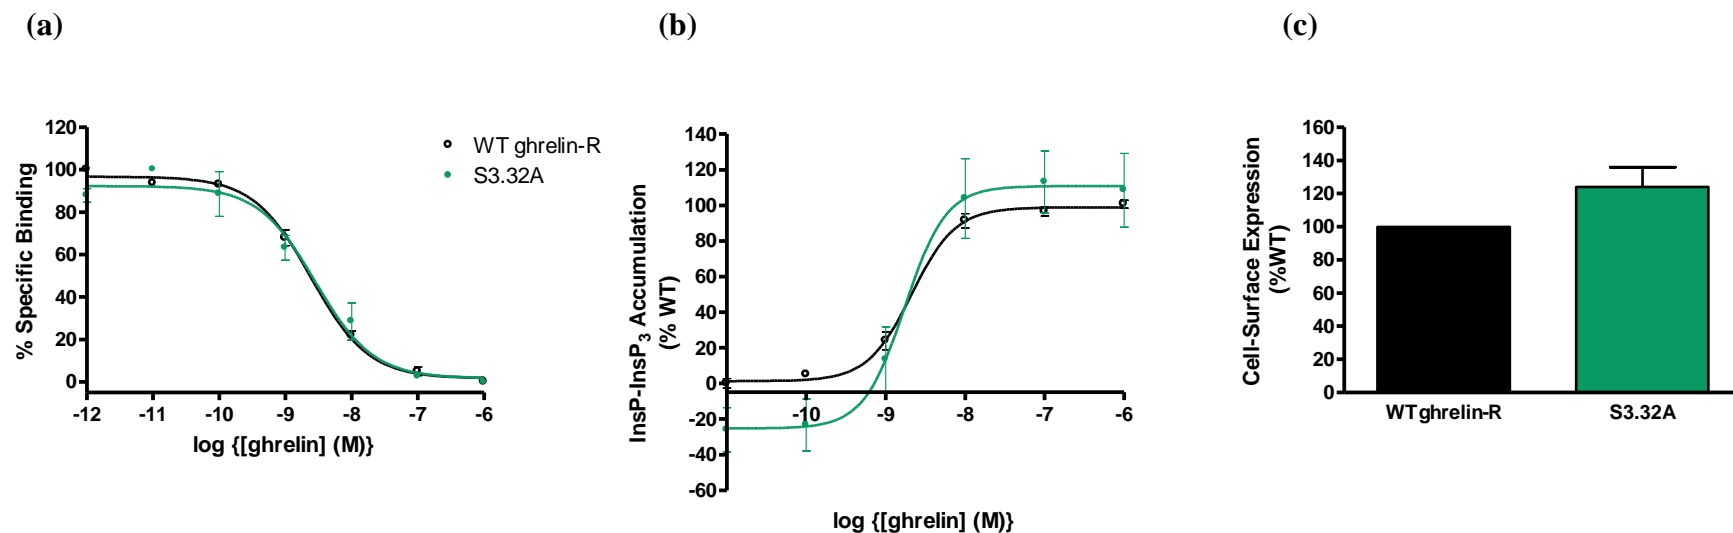 (a)
(b)
(c)
% Specific Binding
120
100
80
60
40
20
0
-12
-11
-10
-9
-8
-7
-6
log {[ghrelin] (M)}
WT ghrelin-R
S3.32A
InsP-InsP3 Accumulation
(% WT)
140
120
100
80
60
40
20
0
-20
-40
-60
-10
-9
-8
-7
-6
log {[ghrelin] (M)}
Cell-Surface Expression
(%WT)
160
140
120
100
80
60
40
20
0
WTghrelin-R
S3.32A